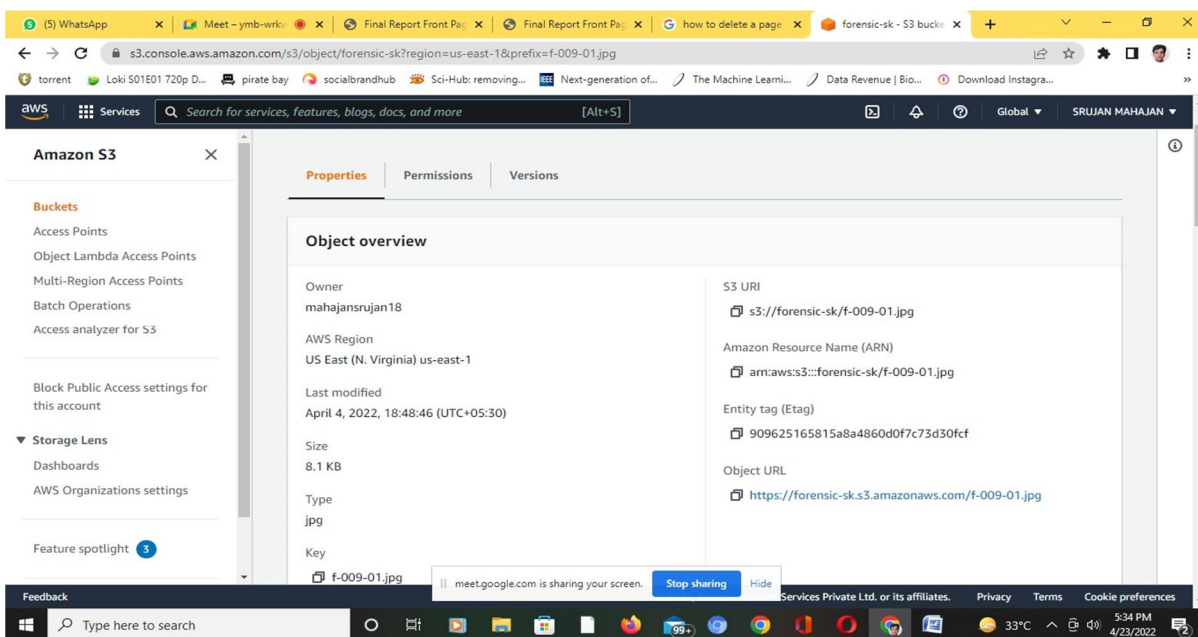 (5) WhatsApp
Meet – ymb-wrkv
Final Report Front Pag
Final Report Front Pag
how to delete a page
forensic-sk - S3 bucke
s3.console.aws.amazon.com/s3/object/forensic-sk?region=us-east-1&prefix=f-009-01.jpg
torrent
Loki S01E01 720p D...
pirate bay
socialbrandhub
Sci-Hub: removing...
IEEE
Next-generation of...
The Machine Learni...
Data Revenue | Bio...
Download Instagra...
aws
Services
Search for services, features, blogs, docs, and more
[Alt+S]
Global
SRUJAN MAHAJAN
Amazon S3
Buckets
Access Points
Object Lambda Access Points
Multi-Region Access Points
Batch Operations
Access analyzer for S3
Block Public Access settings for
this account
Storage Lens
Dashboards
AWS Organizations settings
Feature spotlight 3
Properties
Permissions
Versions
Object overview
Owner
mahajansrujan18
AWS Region
US East (N. Virginia) us-east-1
Last modified
April 4, 2022, 18:48:46 (UTC+05:30)
Size
8.1 KB
Type
jpg
Key
f-009-01.jpg
S3 URI
s3://forensic-sk/f-009-01.jpg
Amazon Resource Name (ARN)
arn:aws:s3:::forensic-sk/f-009-01.jpg
Entity tag (Etag)
909625165815a8a4860d0f7c73d30fcf
Object URL
https://forensic-sk.s3.amazonaws.com/f-009-01.jpg
meet.google.com is sharing your screen.
Stop sharing
Hide
Feedback
Services Private Ltd. or its affiliates.
Privacy
Terms
Cookie preferences
Type here to search
99+
33°C
5:34 PM
4/23/2022